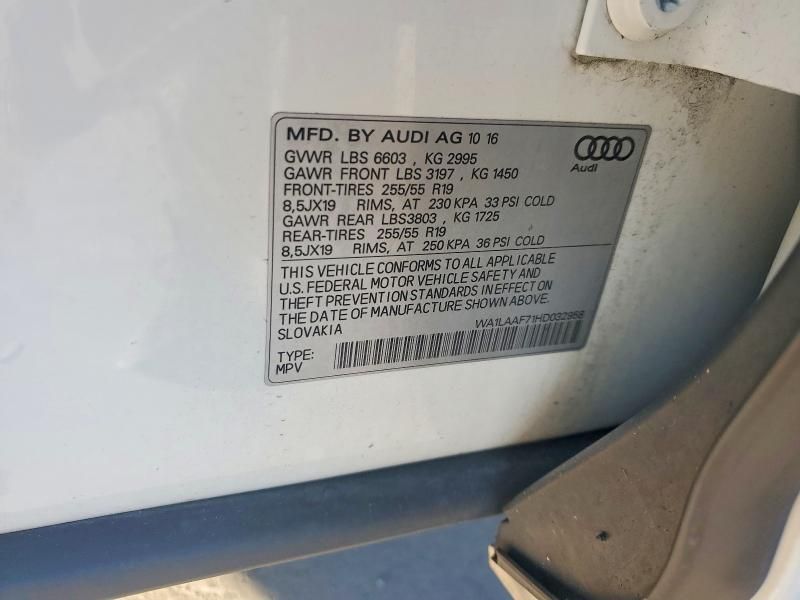 MFD. BY AUDI AG 10 16
GVWR LBS 6603 , KG 2995
GAWR FRONT LBS 3197 , KG 1450
FRONT-TIRES 255/55 R19
8,5JX19 RIMS, AT 230 KPA 33 PSI COLD
GAWR REAR LBS3803 , KG 1725
REAR-TIRES 255/55 R19
8,5JX19 RIMS, AT 250 KPA 36 PSI COLD
Audi
THIS VEHICLE CONFORMS TO ALL APPLICABLE
U.S. FEDERAL MOTOR VEHICLE SAFETY AND
THEFT PREVENTION STANDARDS IN EFFECT ON
THE DATE OF MANUFACTURE SHOWN ABOVE.
SLOVAKIA
WA1LAAF71HD032958
TYPE:
MPV